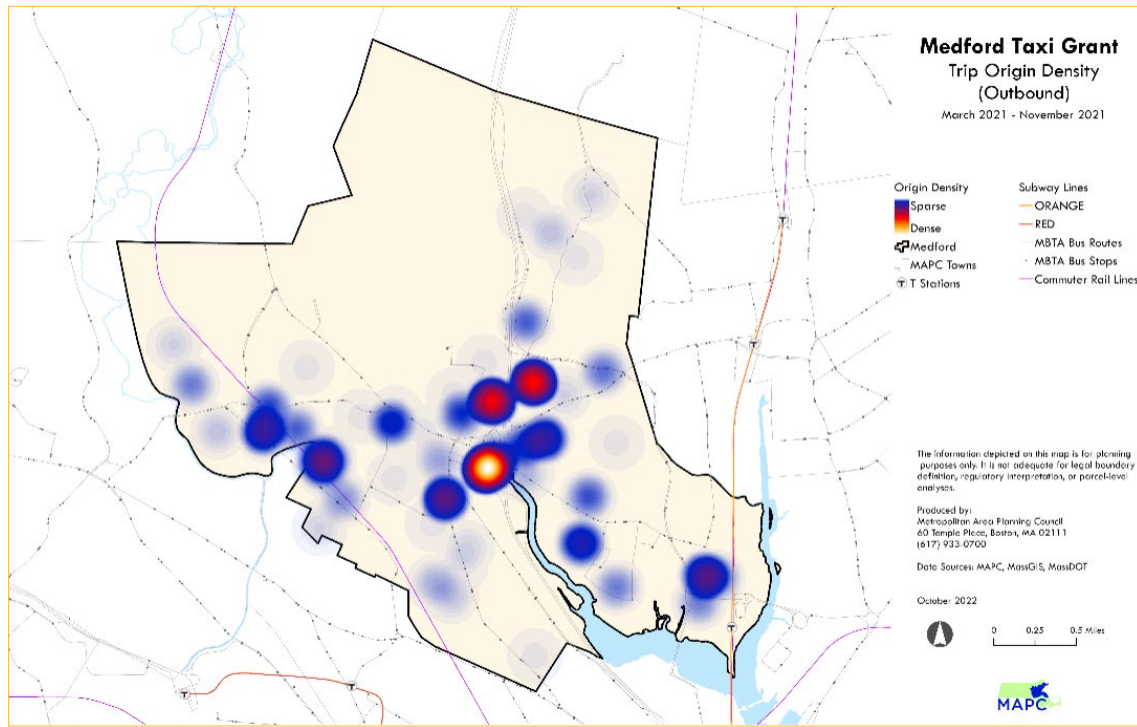 Medford Taxi Grant
Trip Origin Density
(Outbound)
March 2021 - November 2021
Origin Density
Sparse
Dense
Medford
MAPC Towns
T Stations
Subway Lines
ORANGE
RED
MBTA Bus Routes
MBTA Bus Stops
Commuter Rail Lines
The information depicted on this map is for planning
purposes only. It is not adequate for legal boundary
definition, regulatory interpretation, or parcel-level
analyses.
Produced by:
Metropolitan Area Planning Council
60 Temple Place, Boston, MA 02111
(617) 933-0700
Data Sources: MAPC, MassGIS, MassDOT
October 2022
0 0.25 0.5 Miles
MAPC
T
T
T
T
T
T